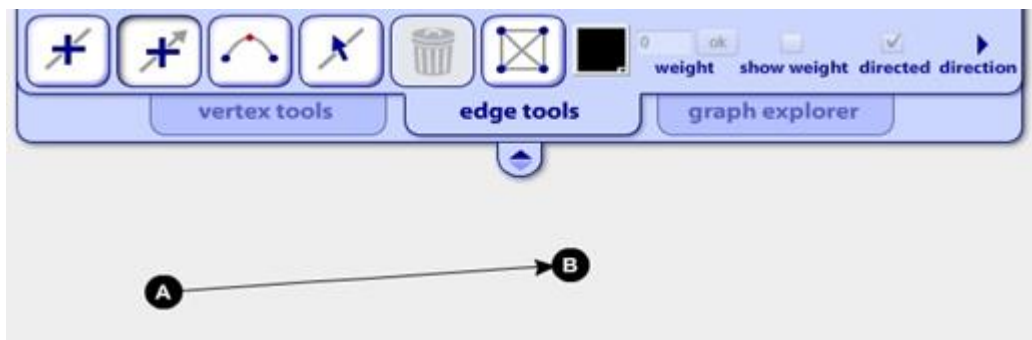 0 ok
weight show weight directed direction
vertex tools edge tools graph explorer
B
A